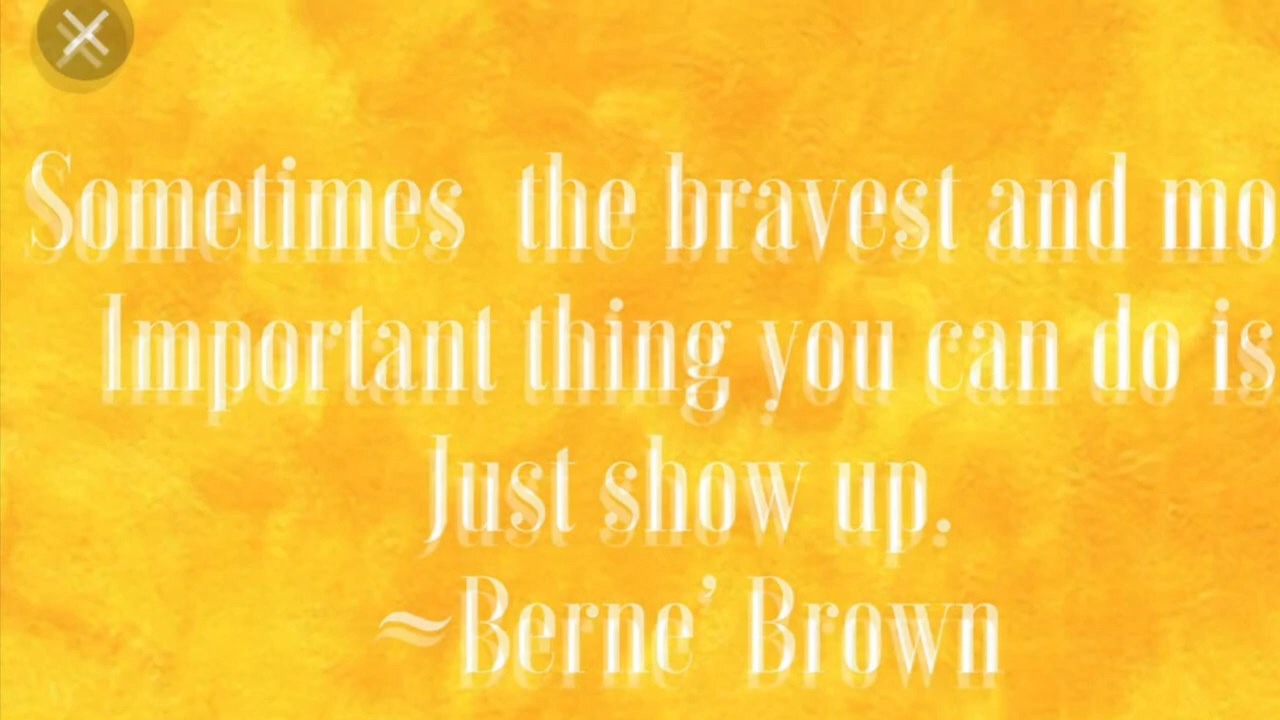 Sometimes the bravest and mo
Important thing you can do is
Just show up.
~Berne' Brown